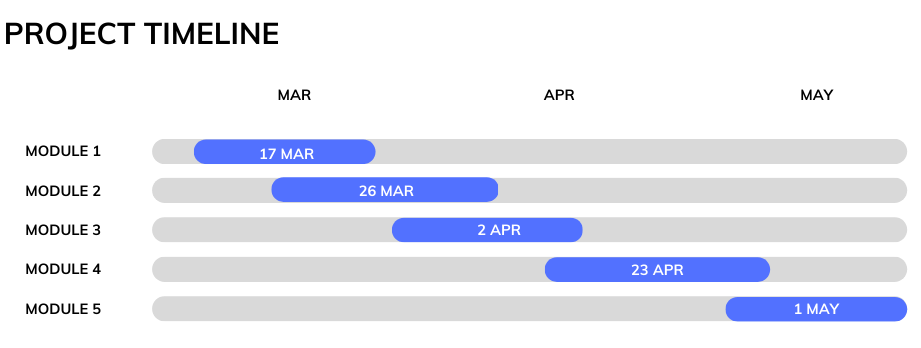 PROJECT TIMELINE
MAR APR MAY
MODULE 1 17 MAR
MODULE 2 26 MAR
MODULE 3 2 APR
MODULE 4 23 APR
MODULE 5 1 MAY